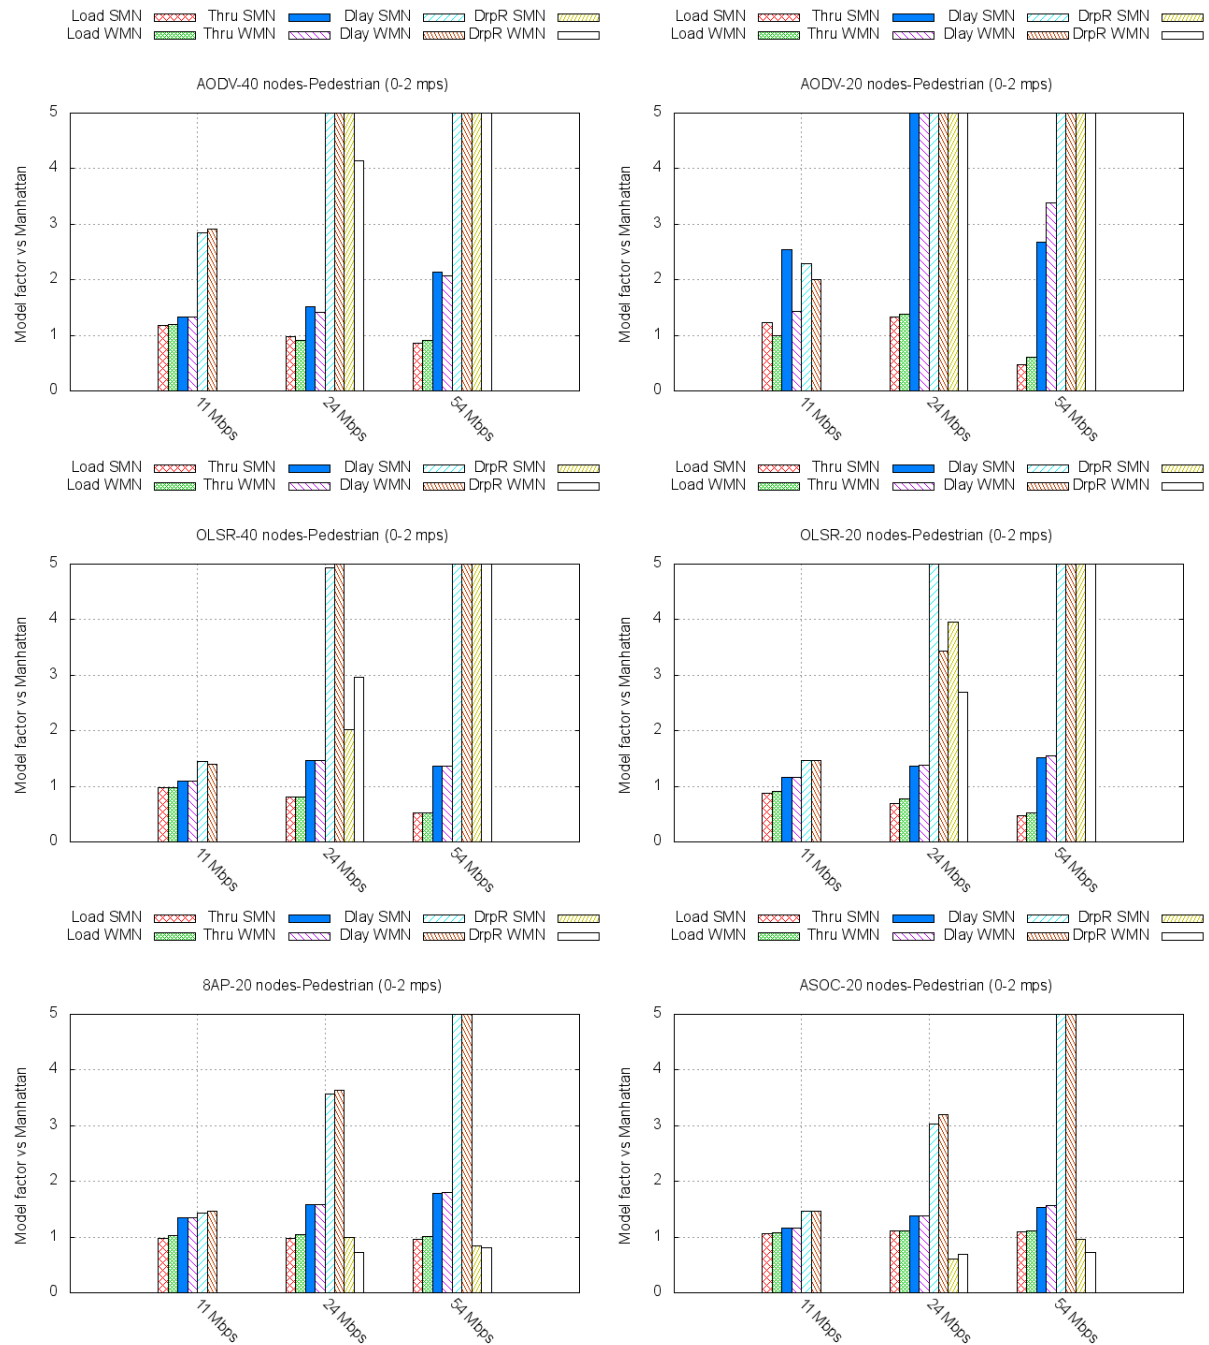 Load SMN Thru SMN Dlay SMN DrpR SMN
Load WMN Thru WMN Dlay WMN DrpR WMN
AODV-40 nodes-Pedestrian (0-2 mps)
Model factor vs Manhattan
5
4
3
2
1
0
11 Mbps
24 Mbps
54 Mbps
Load SMN Thru SMN Dlay SMN DrpR SMN
Load WMN Thru WMN Dlay WMN DrpR WMN
AODV-20 nodes-Pedestrian (0-2 mps)
Model factor vs Manhattan
5
4
3
2
1
0
11 Mbps
24 Mbps
54 Mbps
Load SMN Thru SMN Dlay SMN DrpR SMN
Load WMN Thru WMN Dlay WMN DrpR WMN
OLSR-40 nodes-Pedestrian (0-2 mps)
Model factor vs Manhattan
5
4
3
2
1
0
11 Mbps
24 Mbps
54 Mbps
Load SMN Thru SMN Dlay SMN DrpR SMN
Load WMN Thru WMN Dlay WMN DrpR WMN
OLSR-20 nodes-Pedestrian (0-2 mps)
Model factor vs Manhattan
5
4
3
2
1
0
11 Mbps
24 Mbps
54 Mbps
Load SMN Thru SMN Dlay SMN DrpR SMN
Load WMN Thru WMN Dlay WMN DrpR WMN
8AP-20 nodes-Pedestrian (0-2 mps)
Model factor vs Manhattan
5
4
3
2
1
0
11 Mbps
24 Mbps
54 Mbps
Load SMN Thru SMN Dlay SMN DrpR SMN
Load WMN Thru WMN Dlay WMN DrpR WMN
ASOC-20 nodes-Pedestrian (0-2 mps)
Model factor vs Manhattan
5
4
3
2
1
0
11 Mbps
24 Mbps
54 Mbps